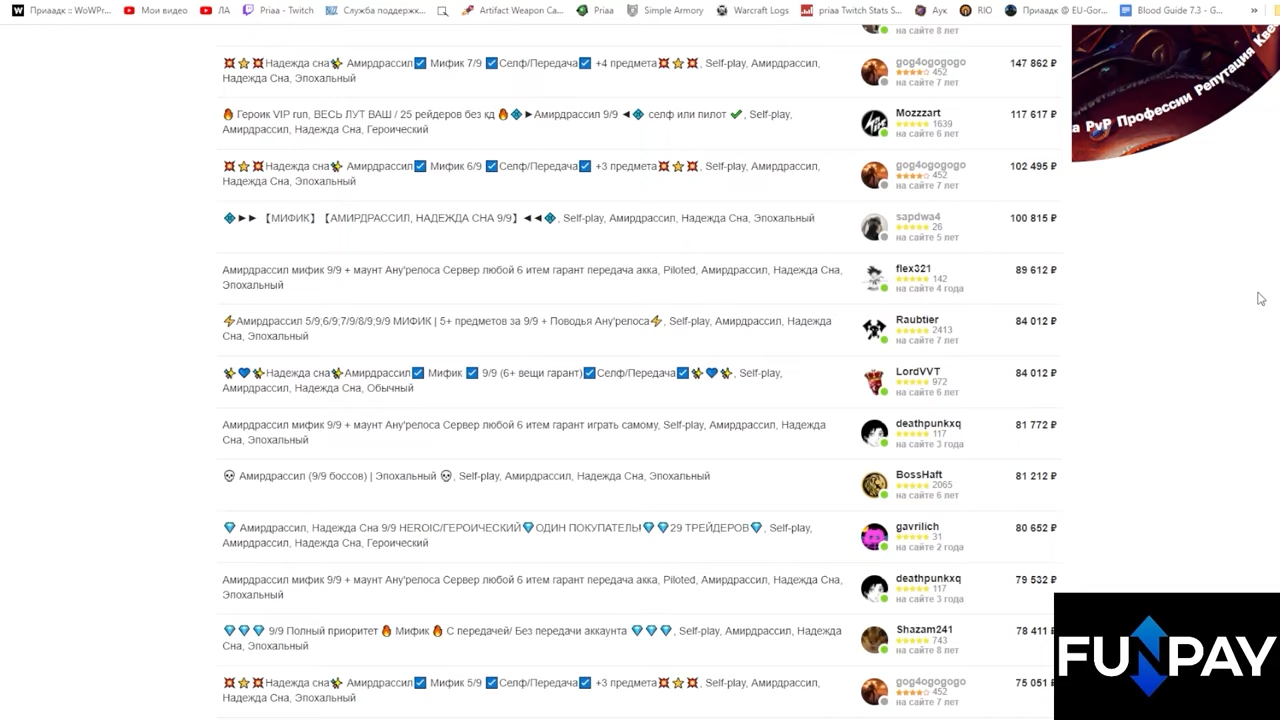 Приаадк :: WoWPr...
Мои видео
ЛА
Priaa - Twitch
Служба поддержк...
Artifact Weapon Ca...
Priaa
Simple Armory
Warcraft Logs
priaa Twitch Stats S...
Аук
RIO
Приаадк @ EU-Gor...
Blood Guide 7.3 - G...
»
на сайте 8 лет
💥⭐💥Надежда сна✨ Амирдрассил☑ Мифик 7/9 ☑Селф/Передача☑ +4 предмета💥⭐💥, Self-play, Амирдрассил,
Надежда Сна, Эпохальный
gog4ogogogo
★★★★☆ 452
на сайте 7 лет
147 862 ₽
🔥 Героик VIP run, ВЕСЬ ЛУТ ВАШ / 25 рейдеров без кд 🔥💠►Амирдрассил 9/9 ◄💠 селф или пилот ✔, Self-play,
Амирдрассил, Надежда Сна, Героический
Mozzzart
★★★★★ 1639
на сайте 6 лет
117 617 ₽
💥⭐💥Надежда сна✨ Амирдрассил☑ Мифик 6/9 ☑Селф/Передача☑ +3 предмета💥⭐💥, Self-play, Амирдрассил,
Надежда Сна, Эпохальный
gog4ogogogo
★★★★☆ 452
на сайте 7 лет
102 495 ₽
💠►► 【МИФИК】【АМИРДРАССИЛ, НАДЕЖДА СНА 9/9】◄◄💠, Self-play, Амирдрассил, Надежда Сна, Эпохальный
sapdwa4
★★★★★ 26
на сайте 5 лет
100 815 ₽
Амирдрассил мифик 9/9 + маунт Ану'релоса Сервер любой 6 итем гарант передача акка, Piloted, Амирдрассил, Надежда Сна,
Эпохальный
flex321
★★★★★ 142
на сайте 4 года
89 612 ₽
⚡Амирдрассил 5/9;6/9;7/9/8/9;9/9 МИФИК | 5+ предметов за 9/9 + Поводья Ану'релоса⚡, Self-play, Амирдрассил, Надежда
Сна, Эпохальный
Raubtier
★★★★★ 2413
на сайте 7 лет
84 012 ₽
✨💙✨Надежда сна✨Амирдрассил☑ Мифик ☑ 9/9 (6+ вещи гарант)☑Селф/Передача☑✨💙✨, Self-play,
Амирдрассил, Надежда Сна, Обычный
LordVVT
★★★★★ 972
на сайте 6 лет
84 012 ₽
Амирдрассил мифик 9/9 + маунт Ану'релоса Сервер любой 6 итем гарант играть самому, Self-play, Амирдрассил, Надежда
Сна, Эпохальный
deathpunkxq
★★★★★ 117
на сайте 3 года
81 772 ₽
💀 Амирдрассил (9/9 боссов) | Эпохальный 💀, Self-play, Амирдрассил, Надежда Сна, Эпохальный
BossHaft
★★★★★ 2065
на сайте 6 лет
81 212 ₽
💎 Амирдрассил, Надежда Сна 9/9 HEROIC/ГЕРОИЧЕСКИЙ💎ОДИН ПОКУПАТЕЛЬ!💎 💎29 ТРЕЙДЕРОВ💎, Self-play,
Амирдрассил, Надежда Сна, Героический
gavrilich
★★★★★ 31
на сайте 2 года
80 652 ₽
Амирдрассил мифик 9/9 + маунт Ану'релоса Сервер любой 6 итем гарант передача акка, Piloted, Амирдрассил, Надежда Сна,
Эпохальный
deathpunkxq
★★★★★ 117
на сайте 3 года
79 532 ₽
💎💎💎 9/9 Полный приоритет 🔥 Мифик 🔥 С передачей/ Без передачи аккаунта 💎💎💎, Self-play, Амирдрассил, Надежда
Сна, Эпохальный
Shazam241
★★★★★ 743
на сайте 8 лет
78 411 ₽
💥⭐💥Надежда сна✨ Амирдрассил☑ Мифик 5/9 ☑Селф/Передача☑ +3 предмета💥⭐💥, Self-play, Амирдрассил,
Надежда Сна, Эпохальный
gog4ogogogo
★★★★☆ 452
на сайте 7 лет
75 051 ₽
а PvP Профессии Репутация Кве
FUNPAY